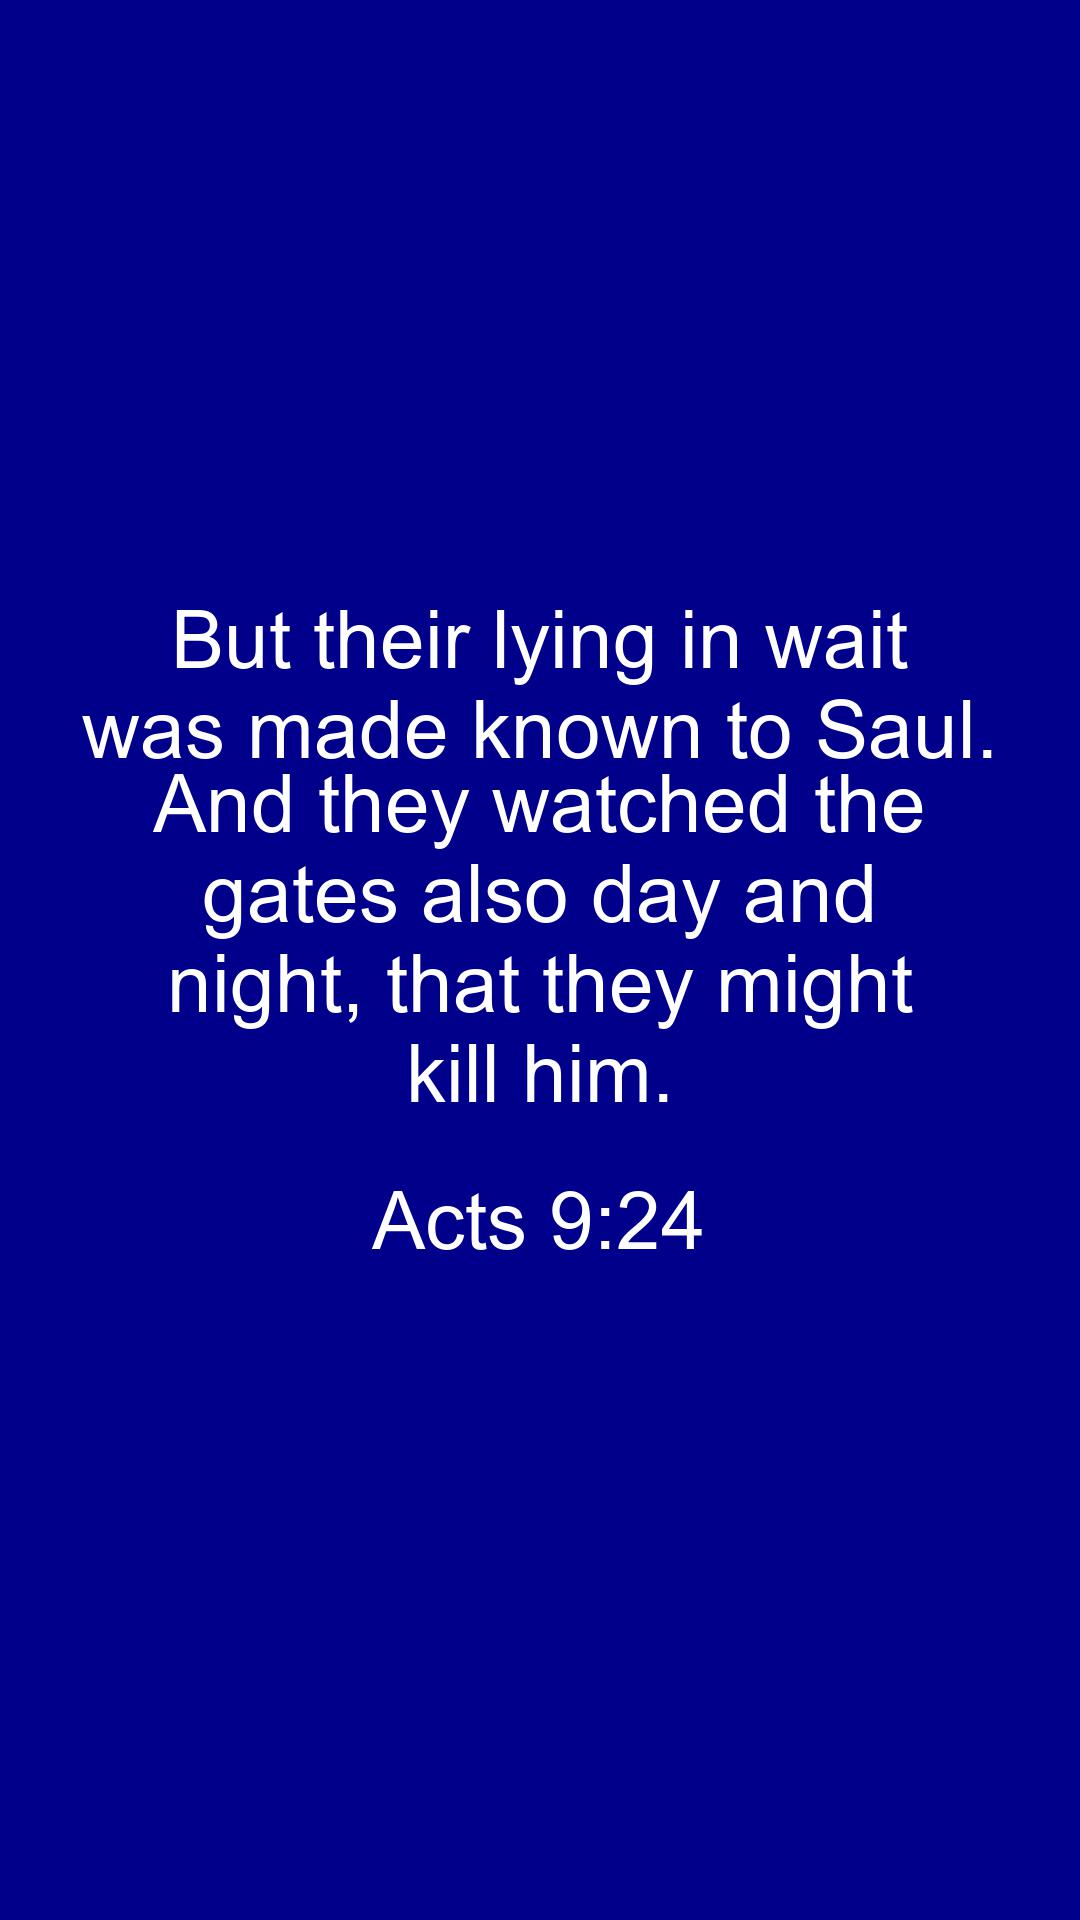 But their lying in wait
was made known to Saul.
And they watched the
gates also day and
night, that they might
kill him.
Acts 9:24